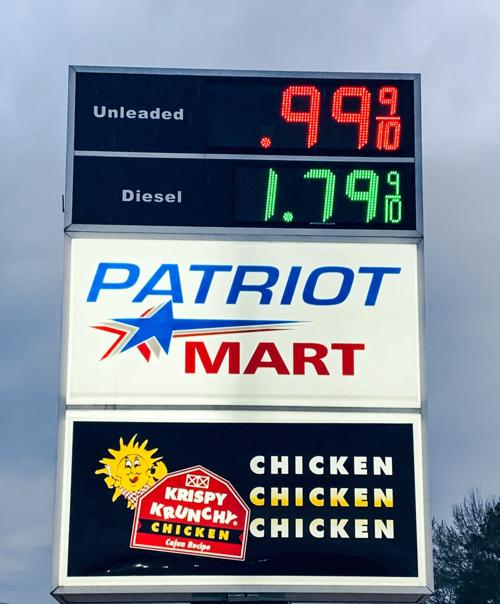 Unleaded .99 9/10
Diesel 1.79 9/10
PATRIOT
MART
KRISPY
KRUNCHY.
CHICKEN
Cajun Recipe
CHICKEN
CHICKEN
CHICKEN